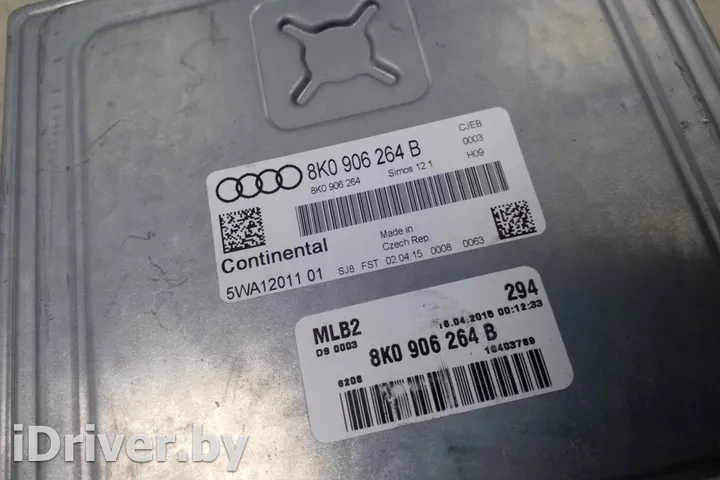 8K0 906 264 B
CJEB
0003
H09
8K0 906 264 Simos 12.1
Continental
Made in
Czech Rep.
5WA12011 01 SJ8 FST 02.04.15 0008 0063
MLB2
DS 0003
294
16.04.2015 00:12:33
8K0 906 264 B
6206
16403789
iDriver.by